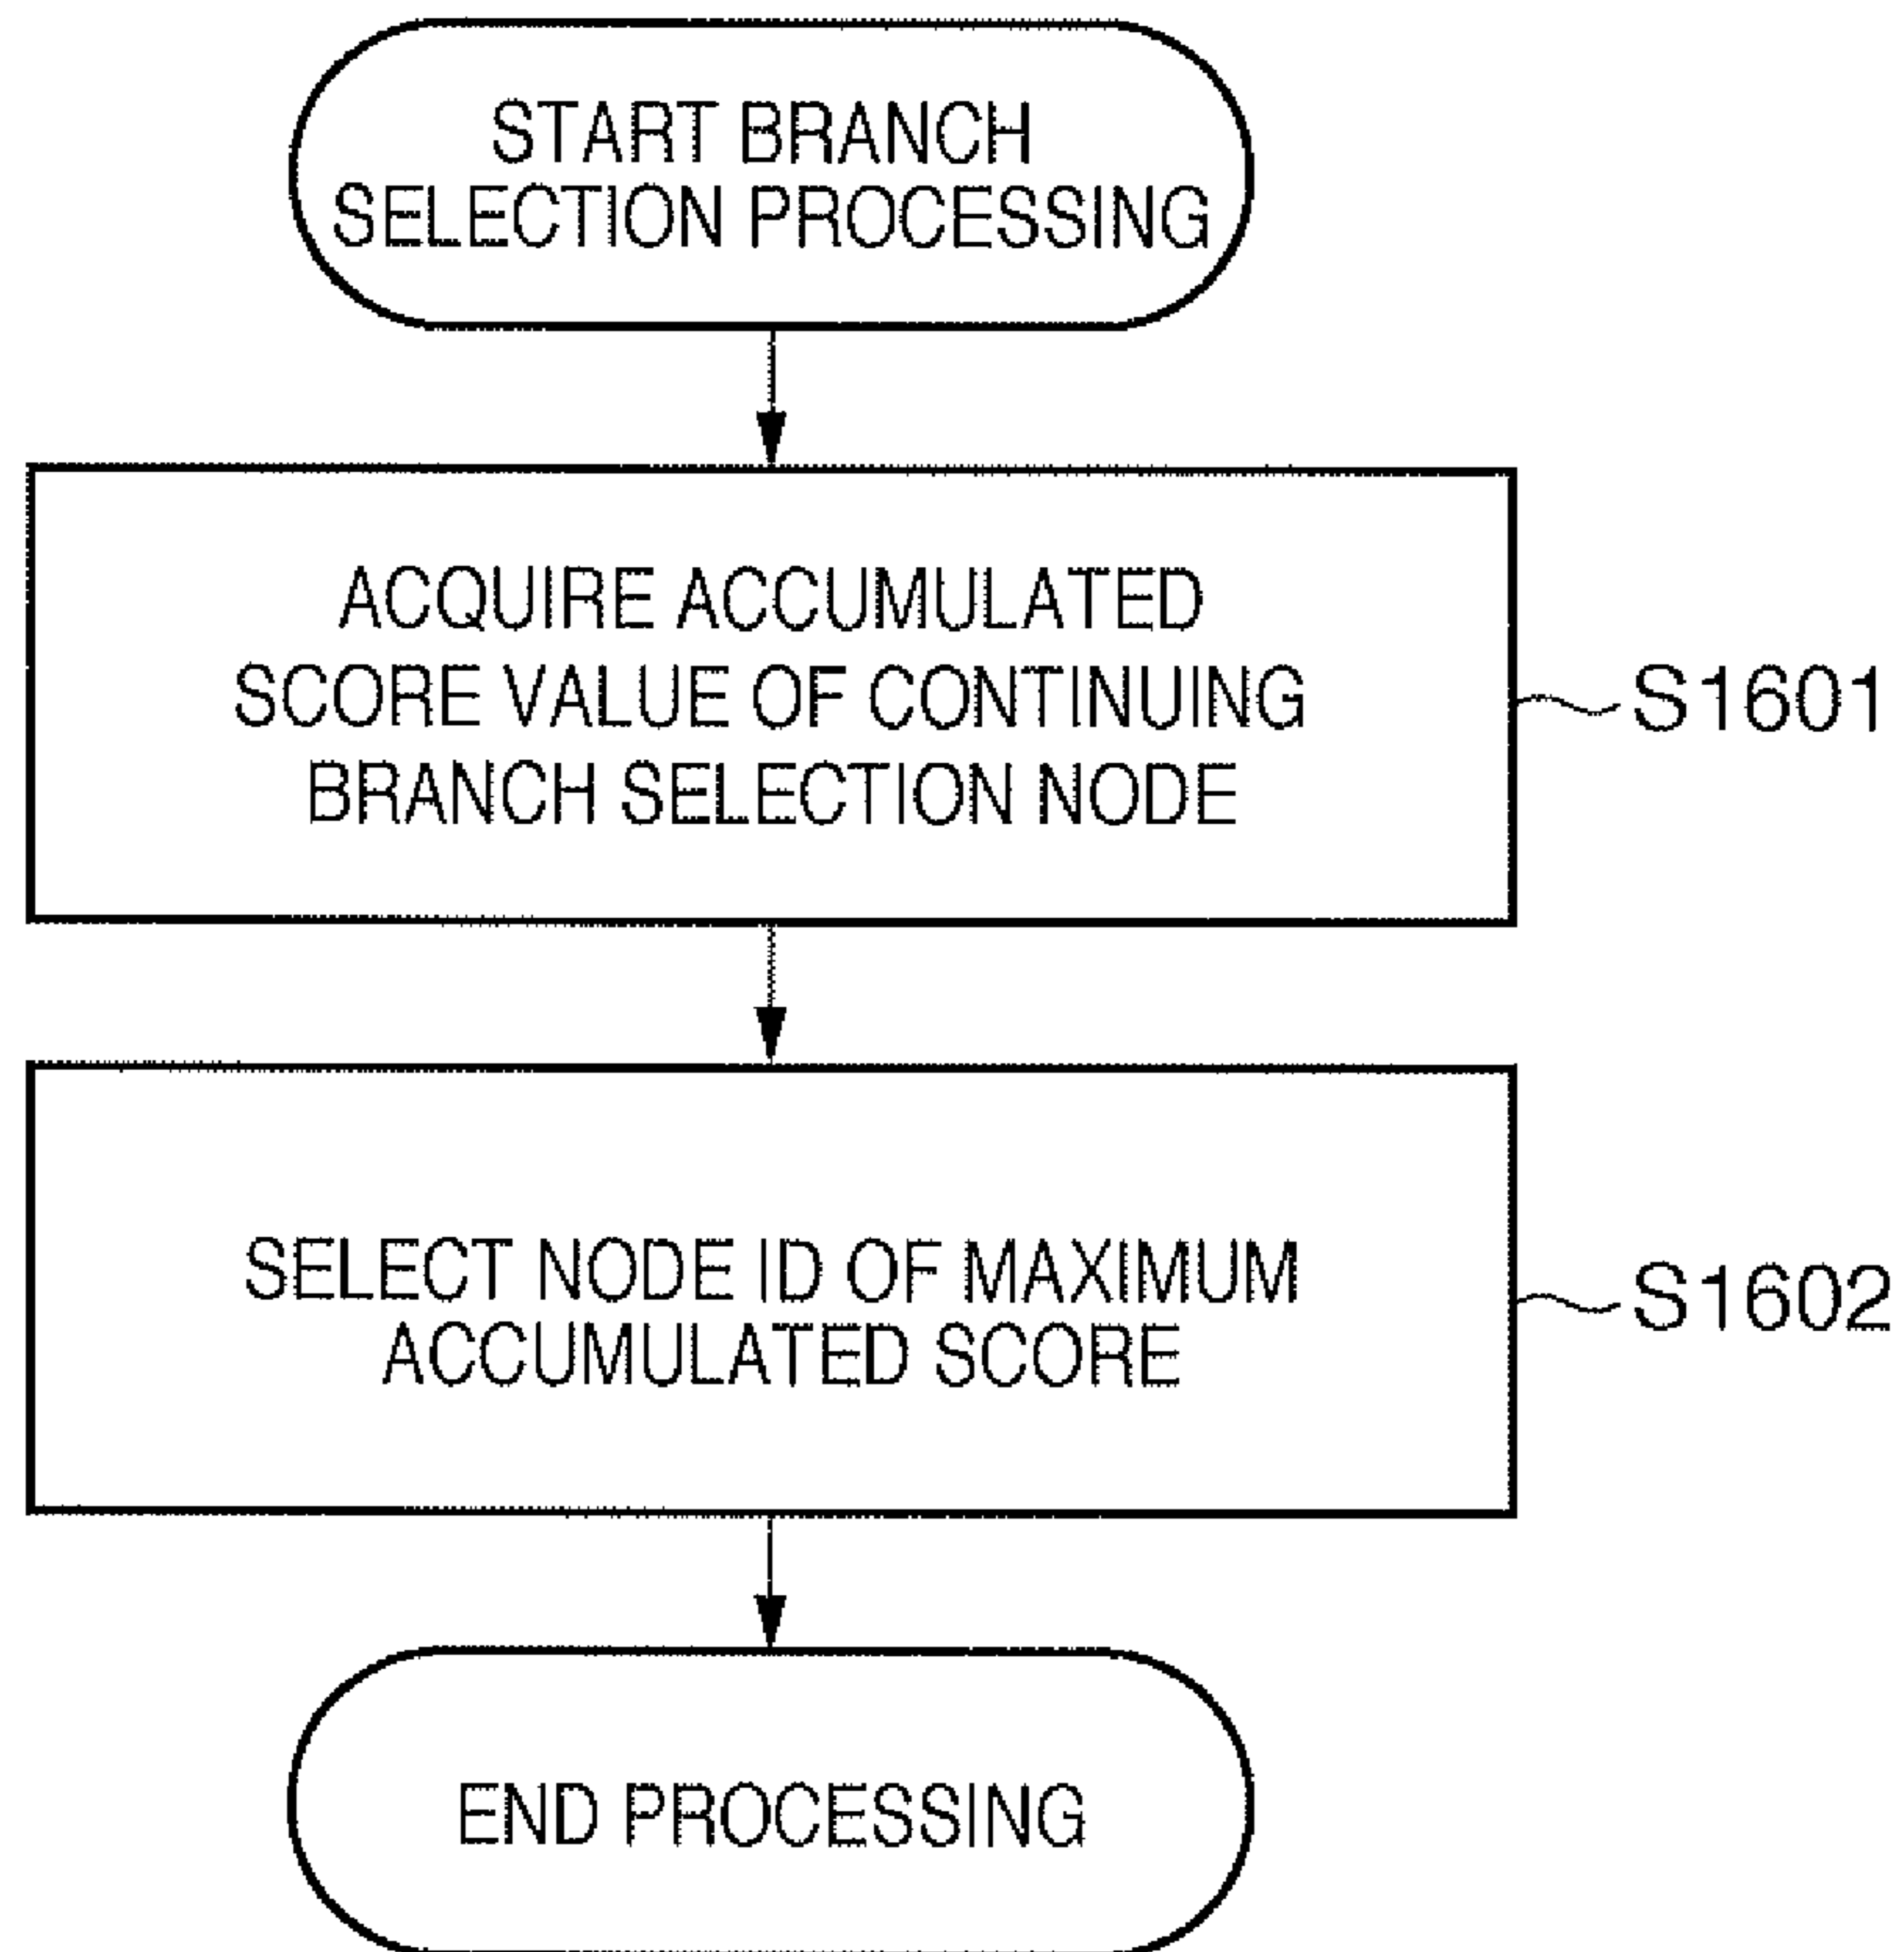 START BRANCH
SELECTION PROCESSING
ACQUIRE ACCUMULATED
SCORE VALUE OF CONTINUING
BRANCH SELECTION NODE
S1601
SELECT NODE ID OF MAXIMUM
ACCUMULATED SCORE
S1602
END PROCESSING